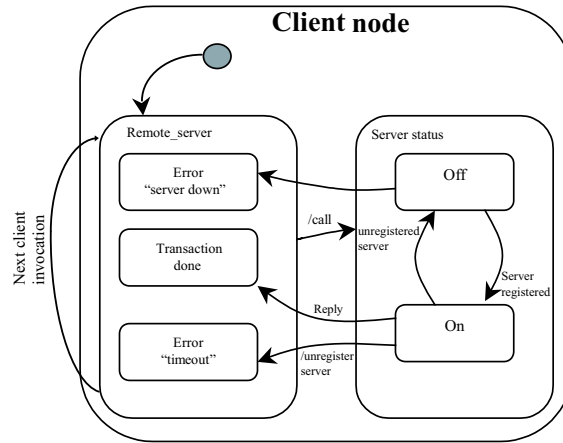 Client node
Remote_server
Server status
Error
“server down”
Off
/call
unregistered
server
Transaction
done
Next client
invocation
Server
registered
Reply
On
Error
“timeout”
/unregister
server